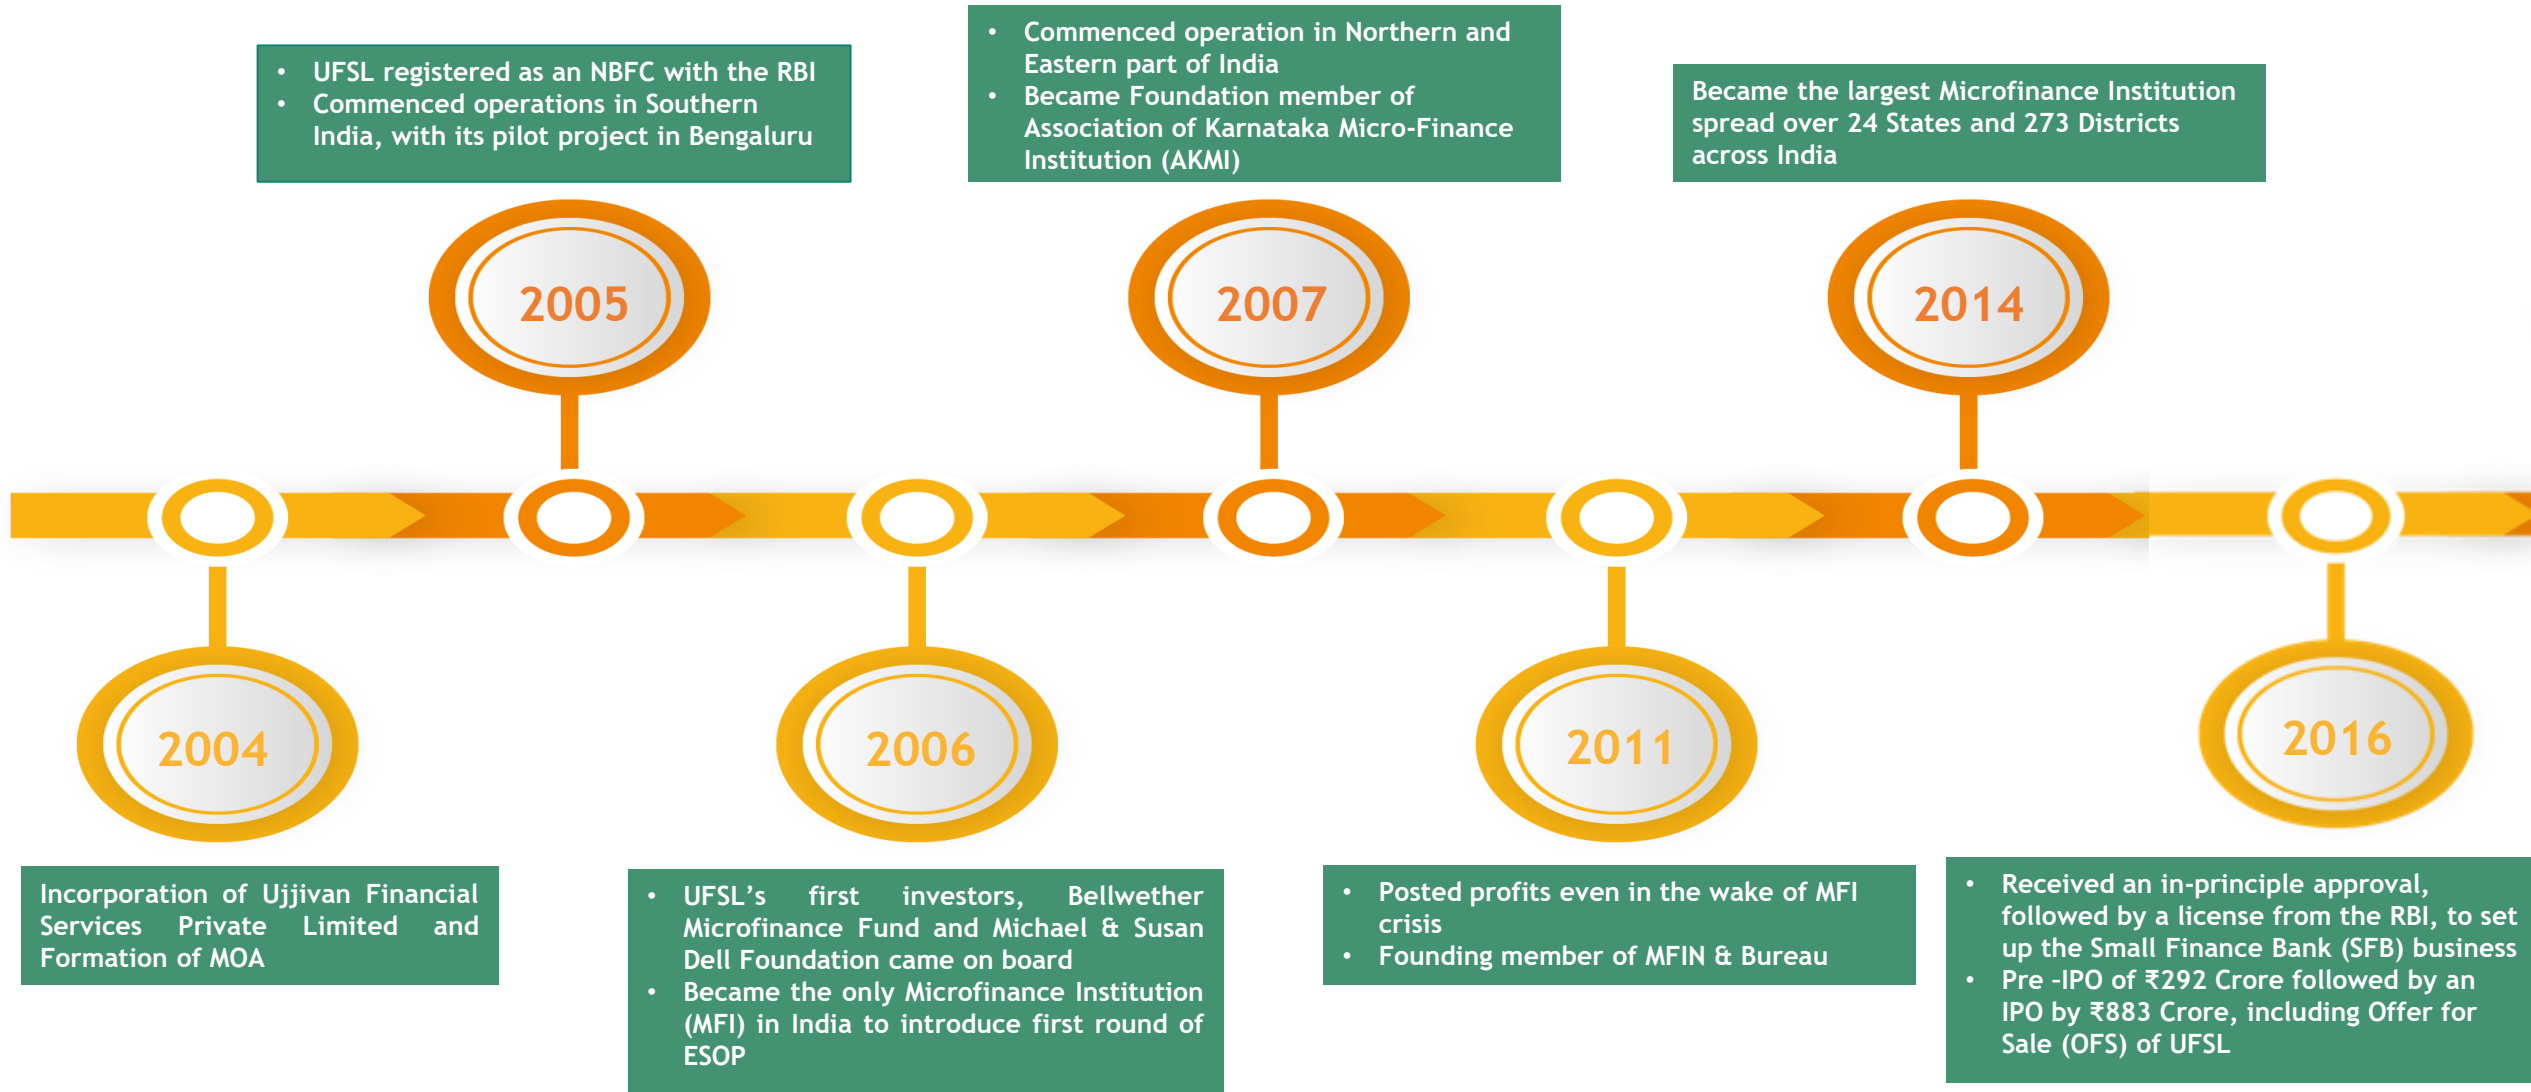 • UFSL registered as an NBFC with the RBI
• Commenced operations in Southern
India, with its pilot project in Bengaluru
• Commenced operation in Northern and
Eastern part of India
• Became Foundation member of
Association of Karnataka Micro-Finance
Institution (AKMI)
Became the largest Microfinance Institution
spread over 24 States and 273 Districts
across India
2005
2007
2014
2004
2006
2011
2016
Incorporation of Ujjivan Financial
Services Private Limited and
Formation of MOA
• UFSL’s first investors, Bellwether
Microfinance Fund and Michael & Susan
Dell Foundation came on board
• Became the only Microfinance Institution
(MFI) in India to introduce first round of
ESOP
• Posted profits even in the wake of MFI
crisis
• Founding member of MFIN & Bureau
• Received an in-principle approval,
followed by a license from the RBI, to set
up the Small Finance Bank (SFB) business
• Pre -IPO of ₹292 Crore followed by an
IPO by ₹883 Crore, including Offer for
Sale (OFS) of UFSL